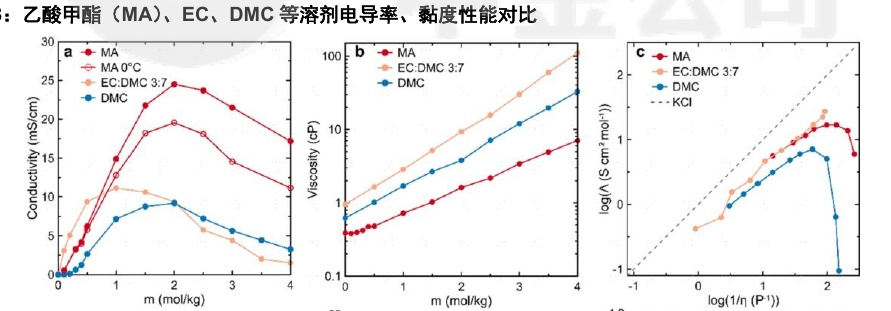 ：乙酸甲酯（MA）、EC、DMC 等溶剂电导率、黏度性能对比
a
MA
MA 0°C
EC:DMC 3:7
DMC
Conductivity (mS/cm)
30
25
20
15
10
5
0
0 1 2 3 4
m (mol/kg)
b
MA
EC:DMC 3:7
DMC
Viscosity (cP)
100
10
1
0.1
0 1 2 3 4
m (mol/kg)
c
MA
EC:DMC 3:7
DMC
KCl
log(Λ (S cm² mol⁻¹))
2
1
0
-1
-1 0 1 2
log(1/η (P⁻¹))